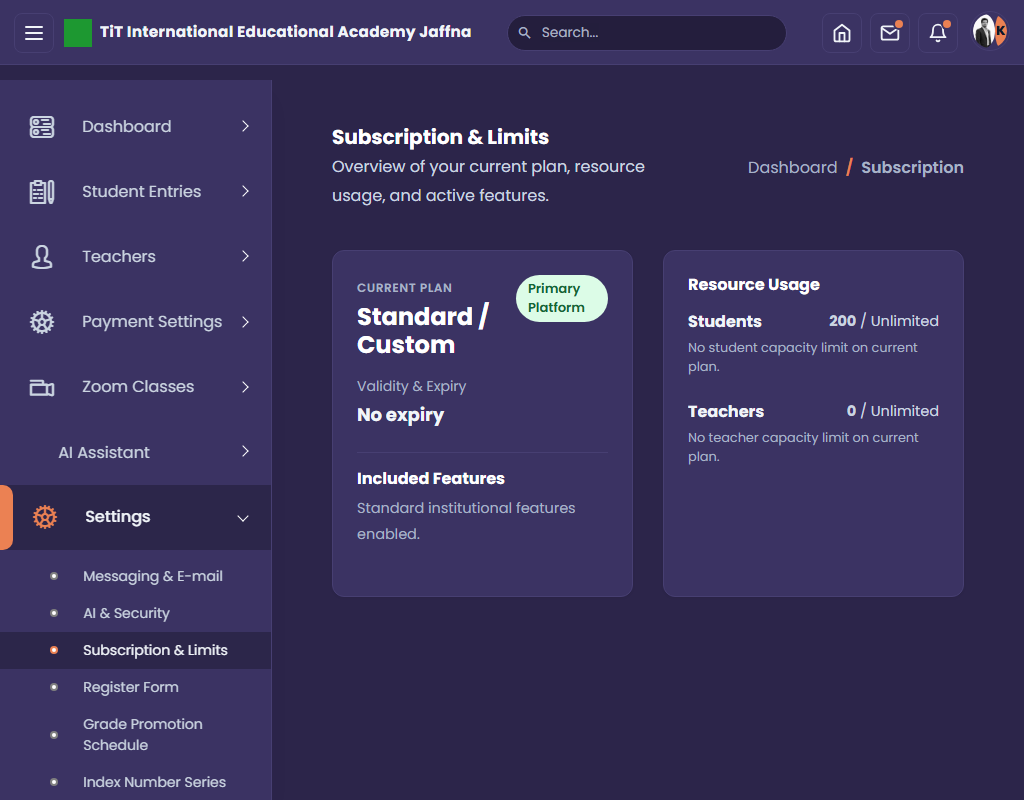 TiT International Educational Academy Jaffna
Search...
K
Dashboard
Student Entries
Teachers
Payment Settings
Zoom Classes
AI Assistant
Settings
Messaging & E-mail
AI & Security
Subscription & Limits
Register Form
Grade Promotion
Schedule
Index Number Series
Subscription & Limits
Overview of your current plan, resource
usage, and active features.
Dashboard / Subscription
CURRENT PLAN
Primary
Platform
Standard /
Custom
Validity & Expiry
No expiry
Included Features
Standard institutional features
enabled.
Resource Usage
Students 200 / Unlimited
No student capacity limit on current
plan.
Teachers 0 / Unlimited
No teacher capacity limit on current
plan.